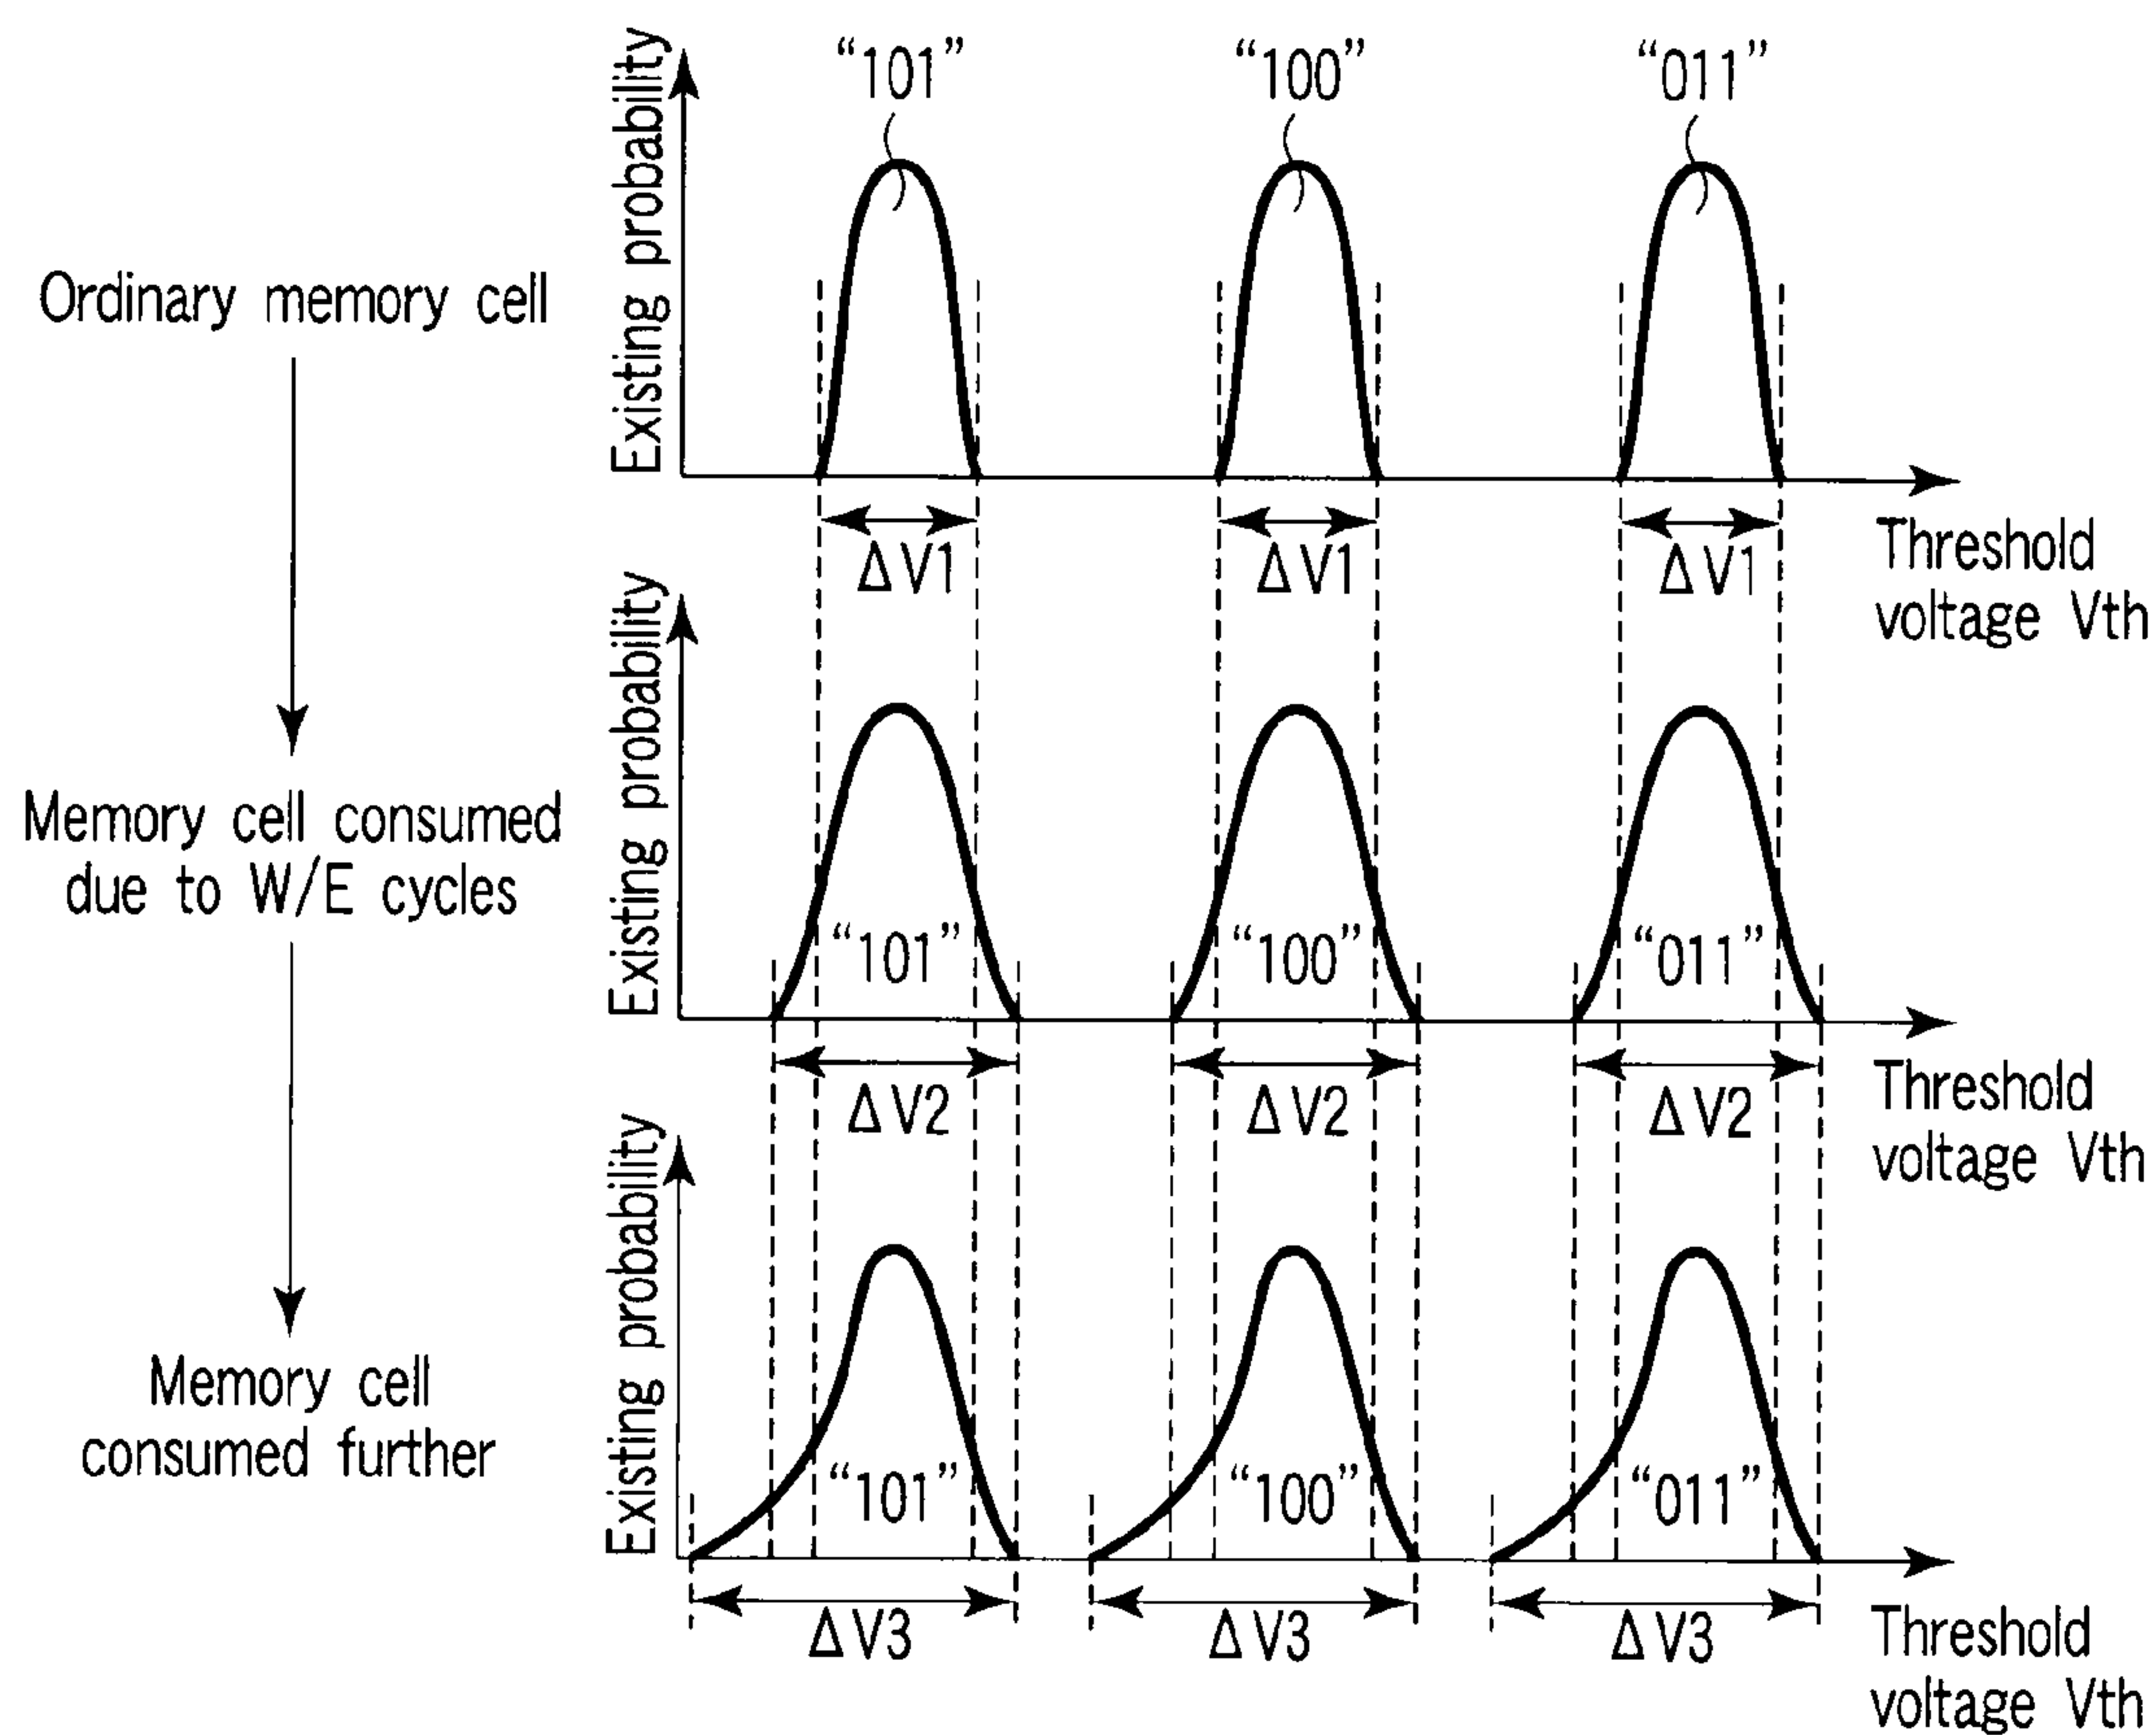 Existing probability
“101”
“100”
“011”
Ordinary memory cell
ΔV1
ΔV1
ΔV1
Threshold
voltage Vth
Existing probability
Memory cell consumed
due to W/E cycles
“101”
“100”
“011”
ΔV2
ΔV2
ΔV2
Threshold
voltage Vth
Existing probability
Memory cell
consumed further
“101”
“100”
“011”
ΔV3
ΔV3
ΔV3
Threshold
voltage Vth